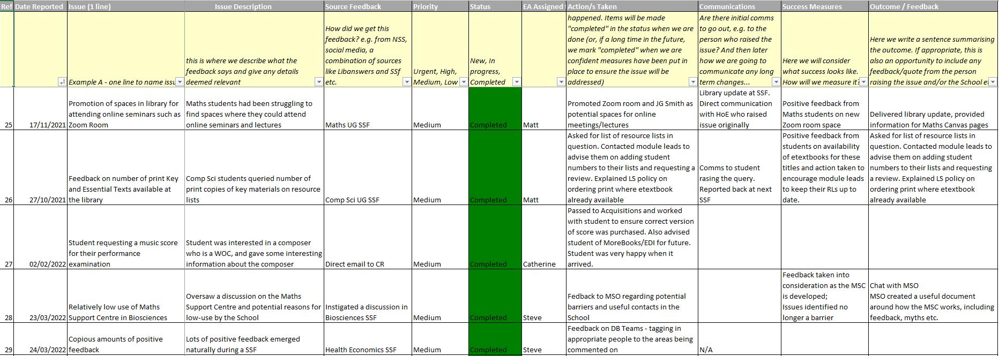 Ref Date Reported Issue (1 line) Issue Description Source Feedback Priority Status EA Assigned Action/s Taken Communications Success Measures Outcome / Feedback
Example A - one line to name issu
this is where we describe what the
feedback says and give any details
deemed relevant
How did we get this
feedback? e.g. from NSS,
social media, a
combination of sources
like Libanswers and SSf
etc.
Urgent, High,
Medium, Low
New, In
progress,
Completed
happened. Items will be made
"completed" in the status when we are
done (or, if a long time in the future,
we mark "completed" when we are
confident measures have been put in
place to ensure the issue will be
addressed)
Are there initial comms
to go out, e.g. to the
person who raised the
issue? And then later
how we are going to
communicate any long
term changes...
Here we will consider
what success looks like.
How will we measure it?
Here we write a sentence summarising
the outcome. If appropriate, this is
also an opportunity to include any
feedback/quote from the person
raising the issue and/or the School et
25
17/11/2021
Promotion of spaces in library for
attending online seminars such as
Zoom Room
Maths students had been struggling to
find spaces where they could attend
online seminars and lectures
Maths UG SSF
Medium
Completed
Matt
Promoted Zoom room and JG Smith as
potential spaces for online
meetings/lectures
Library update at SSF.
Direct communication
with HoE who raised
issue originally
Positive feedback from
Maths students on new
Zoom room space
Delivered library update, provided
information for Maths Canvas pages
26
27/10/2021
Feedback on number of print Key
and Essential Texts available at
the library
Comp Sci students queried number of
print copies of key materials on resource
lists
Comp Sci UG SSF
Medium
Completed
Matt
Asked for list of resource lists in
question. Contacted module leads to
advise them on adding student
numbers to their lists and requesting a
review. Explained LS policy on
ordering print where etextbook
already available
Comms to student
rasing the query.
Reported back at next
SSF
Positive feedback from
students on availability
of etextbooks for these
titles and action taken to
encourage module leads
to keep their RLs up to
date.
Asked for list of resource lists in
question. Contacted module leads to
advise them on adding student
numbers to their lists and requesting
a review. Explained LS policy on
ordering print where etextbook
already available
27
02/02/2022
Student requesting a music score
for their performance
examination
Student was interested in a composer
who is a WOC, and gave some interesting
information about the composer
Direct email to CR
Medium
Completed
Catherine
Passed to Acquisitions and worked
with student to ensure correct version
of score was purchased. Also advised
student of MoreBooks/EDI for future.
Student was very happy when it
arrived.
28
23/03/2022
Relatively low use of Maths
Support Centre in Biosciences
Oversaw a discussion on the Maths
Support Centre and potential reasons for
low-use by the School
Instigated a discussion in
Biosciences SSF
Medium
Completed
Steve
Fedback to MSO regarding potential
barriers and useful contacts in the
School
Feedback taken into
consideration as the MSC
is developed;
Issues identified no
longer a barrier
Chat with MSO
MSO created a useful document
around how the MSC works, including
feedback, myths etc.
29
24/03/2022
Copious amounts of positive
feedback
Lots of positive feedback emerged
naturally during a SSF
Health Economics SSF
Medium
Completed
Steve
Feedback on DB Teams - tagging in
appropriate people to the areas being
commented on
N/A